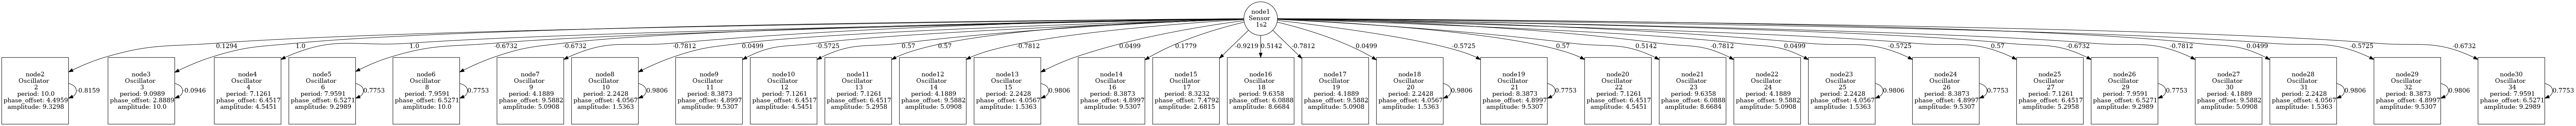 node1
Sensor
1s2
0.1294
1.0
1.0
-0.6732
-0.6732
-0.7812
0.0499
-0.5725
0.57
0.57
-0.7812
0.0499
0.1779
-0.9219
0.5142
-0.7812
0.0499
-0.5725
0.57
0.5142
-0.7812
0.0499
-0.5725
0.57
-0.6732
-0.7812
0.0499
-0.5725
-0.6732
node2
Oscillator
2
period: 10.0
phase_offset: 4.4959
amplitude: 9.3298
0.8159
node3
Oscillator
3
period: 9.0989
phase_offset: 2.8889
amplitude: 10.0
0.0946
node4
Oscillator
4
period: 7.1261
phase_offset: 6.4517
amplitude: 4.5451
node5
Oscillator
6
period: 7.9591
phase_offset: 6.5271
amplitude: 9.2989
0.7753
node6
Oscillator
8
period: 7.9591
phase_offset: 6.5271
amplitude: 10.0
0.7753
node7
Oscillator
9
period: 4.1889
phase_offset: 9.5882
amplitude: 5.0908
node8
Oscillator
10
period: 2.2428
phase_offset: 4.0567
amplitude: 1.5363
0.9806
node9
Oscillator
11
period: 8.3873
phase_offset: 4.8997
amplitude: 9.5307
node10
Oscillator
12
period: 7.1261
phase_offset: 6.4517
amplitude: 4.5451
node11
Oscillator
13
period: 7.1261
phase_offset: 6.4517
amplitude: 5.2958
node12
Oscillator
14
period: 4.1889
phase_offset: 9.5882
amplitude: 5.0908
node13
Oscillator
15
period: 2.2428
phase_offset: 4.0567
amplitude: 1.5363
0.9806
node14
Oscillator
16
period: 8.3873
phase_offset: 4.8997
amplitude: 9.5307
node15
Oscillator
17
period: 8.3232
phase_offset: 7.4792
amplitude: 2.6815
node16
Oscillator
18
period: 9.6358
phase_offset: 6.0888
amplitude: 8.6684
node17
Oscillator
19
period: 4.1889
phase_offset: 9.5882
amplitude: 5.0908
node18
Oscillator
20
period: 2.2428
phase_offset: 4.0567
amplitude: 1.5363
0.9806
node19
Oscillator
21
period: 8.3873
phase_offset: 4.8997
amplitude: 9.5307
0.7753
node20
Oscillator
22
period: 7.1261
phase_offset: 6.4517
amplitude: 4.5451
node21
Oscillator
23
period: 9.6358
phase_offset: 6.0888
amplitude: 8.6684
node22
Oscillator
24
period: 4.1889
phase_offset: 9.5882
amplitude: 5.0908
node23
Oscillator
25
period: 2.2428
phase_offset: 4.0567
amplitude: 1.5363
0.9806
node24
Oscillator
26
period: 8.3873
phase_offset: 4.8997
amplitude: 9.5307
0.7753
node25
Oscillator
27
period: 7.1261
phase_offset: 6.4517
amplitude: 5.2958
node26
Oscillator
29
period: 7.9591
phase_offset: 6.5271
amplitude: 9.2989
0.7753
node27
Oscillator
30
period: 4.1889
phase_offset: 9.5882
amplitude: 5.0908
node28
Oscillator
31
period: 2.2428
phase_offset: 4.0567
amplitude: 1.5363
0.9806
node29
Oscillator
32
period: 8.3873
phase_offset: 4.8997
amplitude: 9.5307
0.9806
node30
Oscillator
34
period: 7.9591
phase_offset: 6.5271
amplitude: 9.2989
0.7753